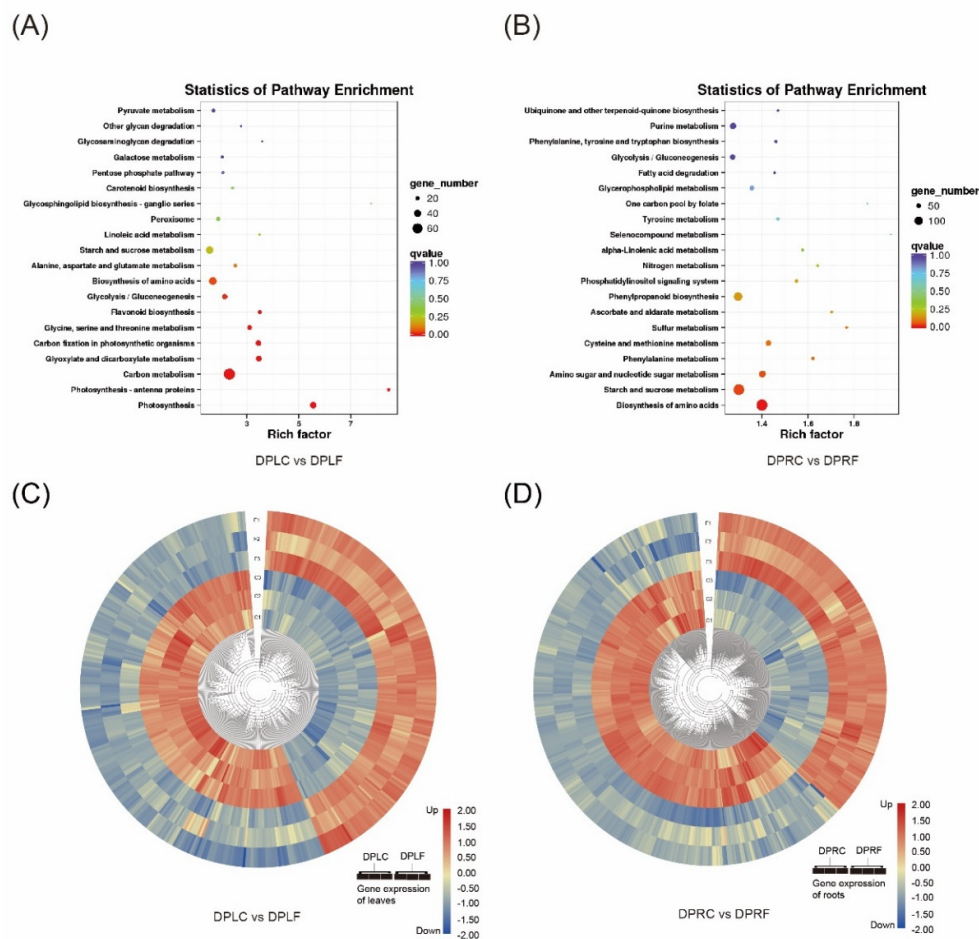 (A)
Statistics of Pathway Enrichment
Pyruvate metabolism
Other glycan degradation
Glycosaminoglycan degradation
Galactose metabolism
Pentose phosphate pathway
Carotenoid biosynthesis
Glycosphingolipid biosynthesis - ganglio series
Peroxisome
Linoleic acid metabolism
Starch and sucrose metabolism
Alanine, aspartate and glutamate metabolism
Biosynthesis of amino acids
Glycolysis / Gluconeogenesis
Flavonoid biosynthesis
Glycine, serine and threonine metabolism
Carbon fixation in photosynthetic organisms
Glyoxylate and dicarboxylate metabolism
Carbon metabolism
Photosynthesis - antenna proteins
Photosynthesis
3 5 7
Rich factor
gene_number
20
40
60
qvalue
1.00
0.75
0.50
0.25
0.00
DPLC vs DPLF
(B)
Statistics of Pathway Enrichment
Ubiquinone and other terpenoid-quinone biosynthesis
Purine metabolism
Phenylalanine, tyrosine and tryptophan biosynthesis
Glycolysis / Gluconeogenesis
Fatty acid degradation
Glycerophospholipid metabolism
One carbon pool by folate
Tyrosine metabolism
Selenocompound metabolism
alpha-Linolenic acid metabolism
Nitrogen metabolism
Phosphatidylinositol signaling system
Phenylpropanoid biosynthesis
Ascorbate and aldarate metabolism
Sulfur metabolism
Cysteine and methionine metabolism
Phenylalanine metabolism
Amino sugar and nucleotide sugar metabolism
Starch and sucrose metabolism
Biosynthesis of amino acids
1.4 1.6 1.8
Rich factor
gene_number
50
100
qvalue
1.00
0.75
0.50
0.25
0.00
DPRC vs DPRF
(C)
F1
F2
F3
C3
C2
C1
Up
2.00
1.50
1.00
0.50
0.00
-0.50
-1.00
-1.50
-2.00
Down
DPLC DPLF
Gene expression
of leaves
DPLC vs DPLF
(D)
F1
F2
F3
C3
C2
C1
Up
2.00
1.50
1.00
0.50
0.00
-0.50
-1.00
-1.50
-2.00
Down
DPRC DPRF
Gene expression
of roots
DPRC vs DPRF